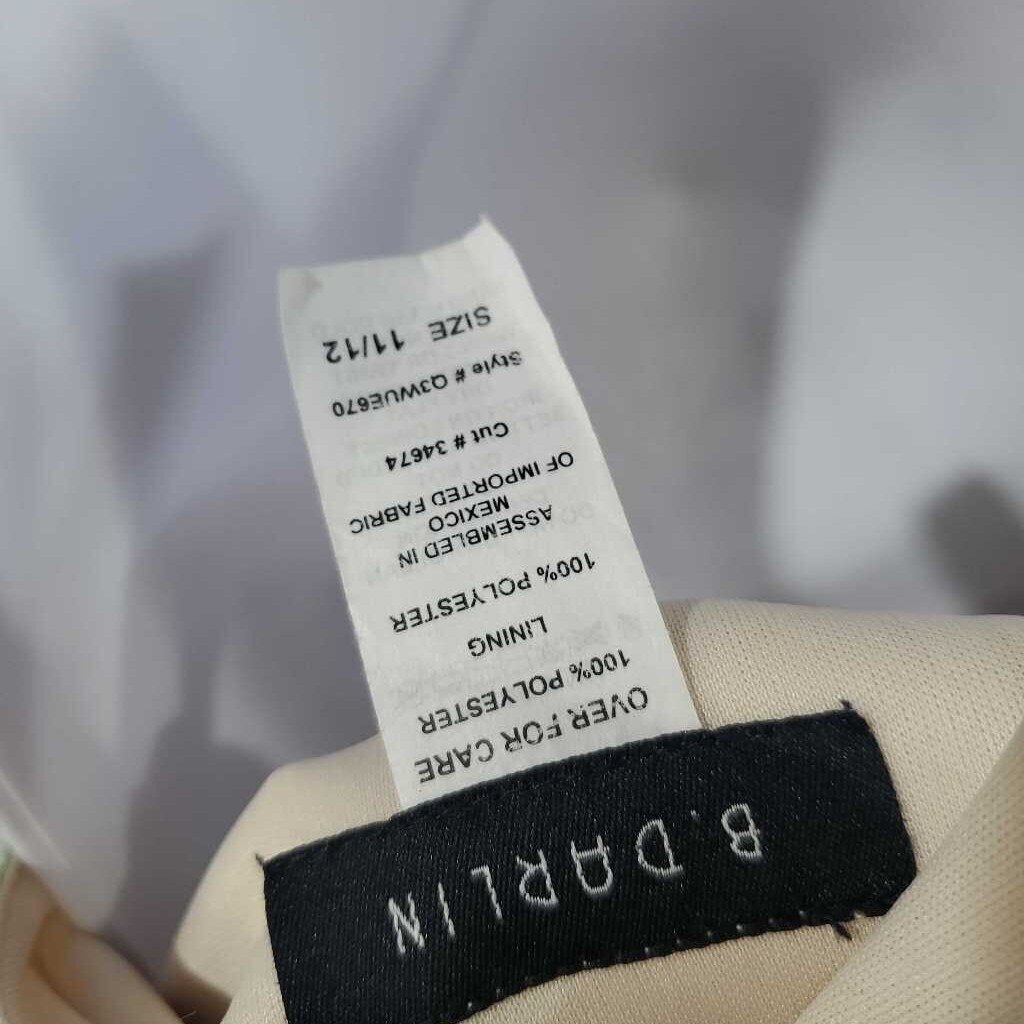 B. DARLIN
OVER FOR CARE
100% POLYESTER
LINING
100% POLYESTER
ASSEMBLED IN
MEXICO
OF IMPORTED FABRIC
Cut # 34674
Style # Q3WUE670
SIZE 11/12